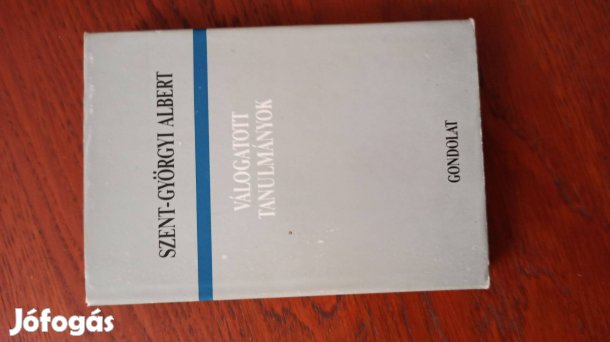 SZENT-GYÖRGYI ALBERT
VÁLOGATOTT
TANULMÁNYOK
GONDOLAT
Jófogás